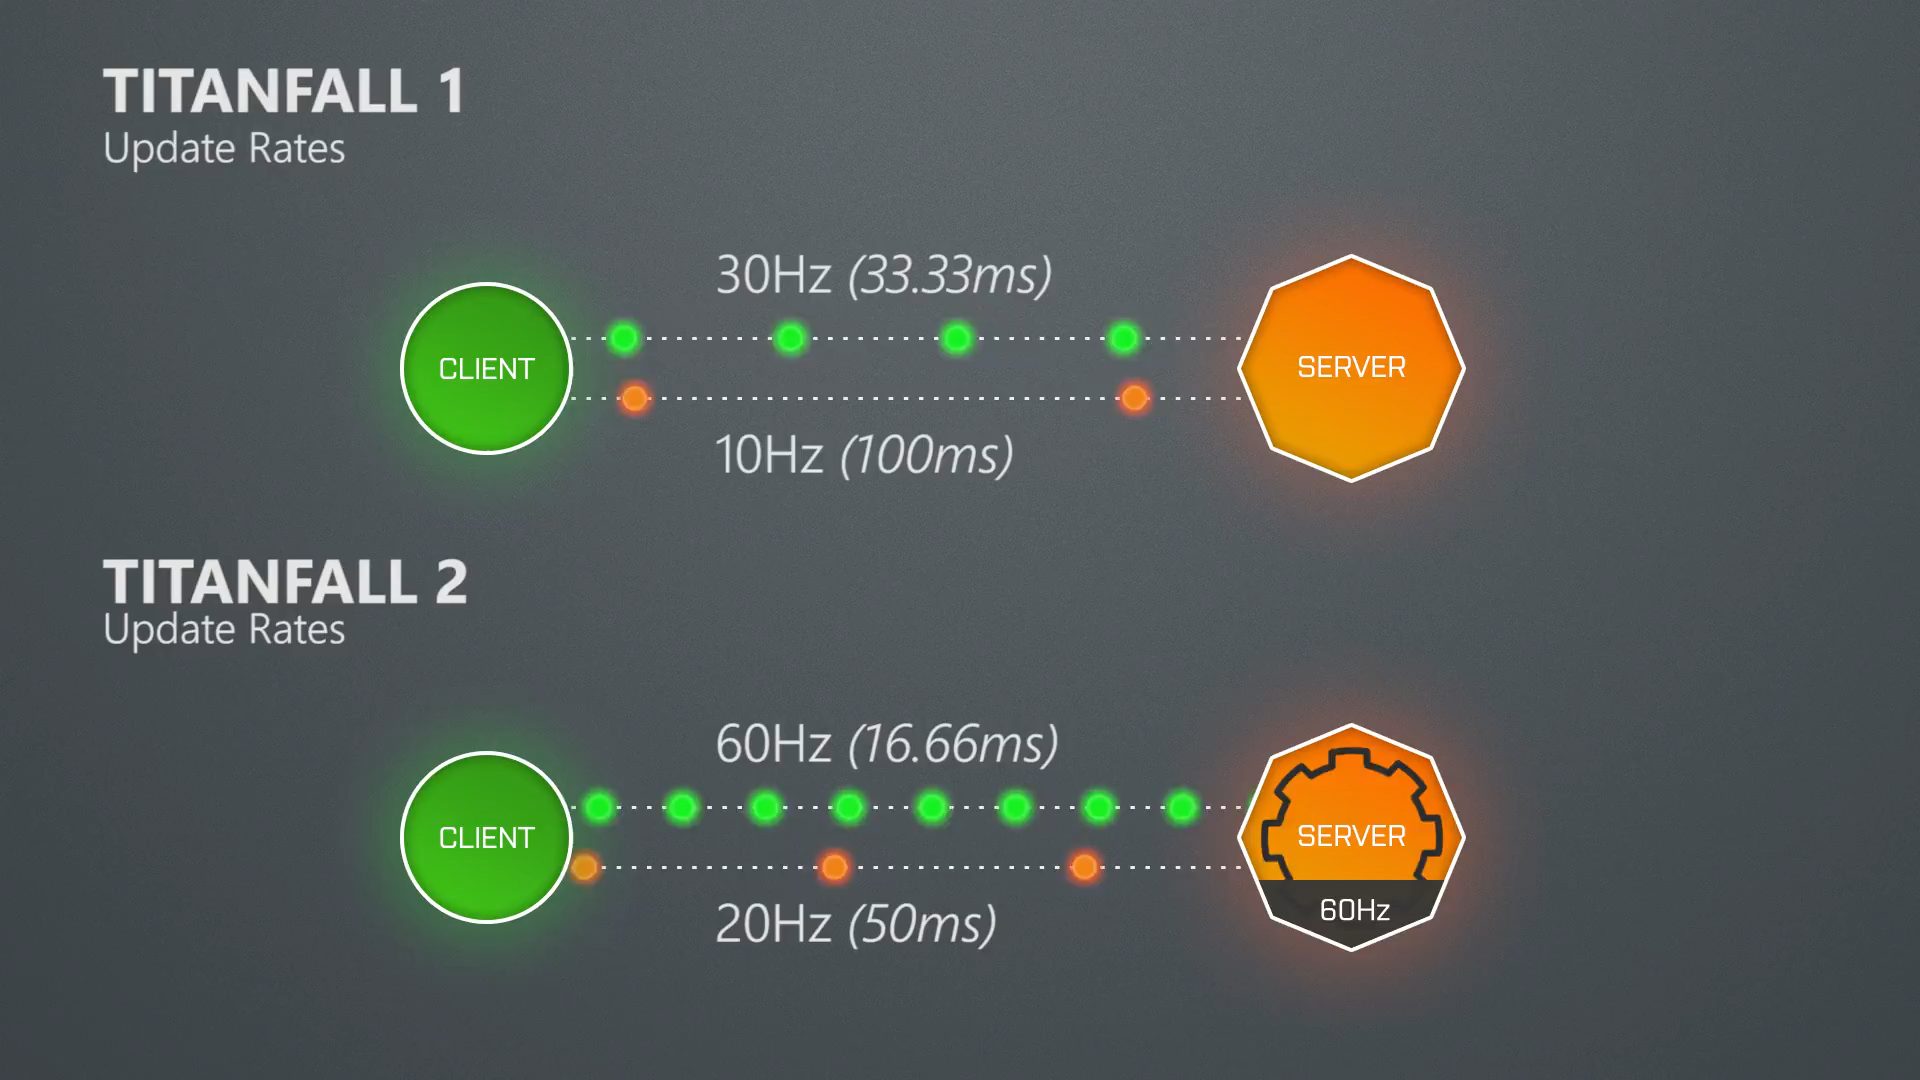 TITANFALL 1
Update Rates
30Hz (33.33ms)
CLIENT
SERVER
10Hz (100ms)
TITANFALL 2
Update Rates
60Hz (16.66ms)
CLIENT
SERVER
60Hz
20Hz (50ms)